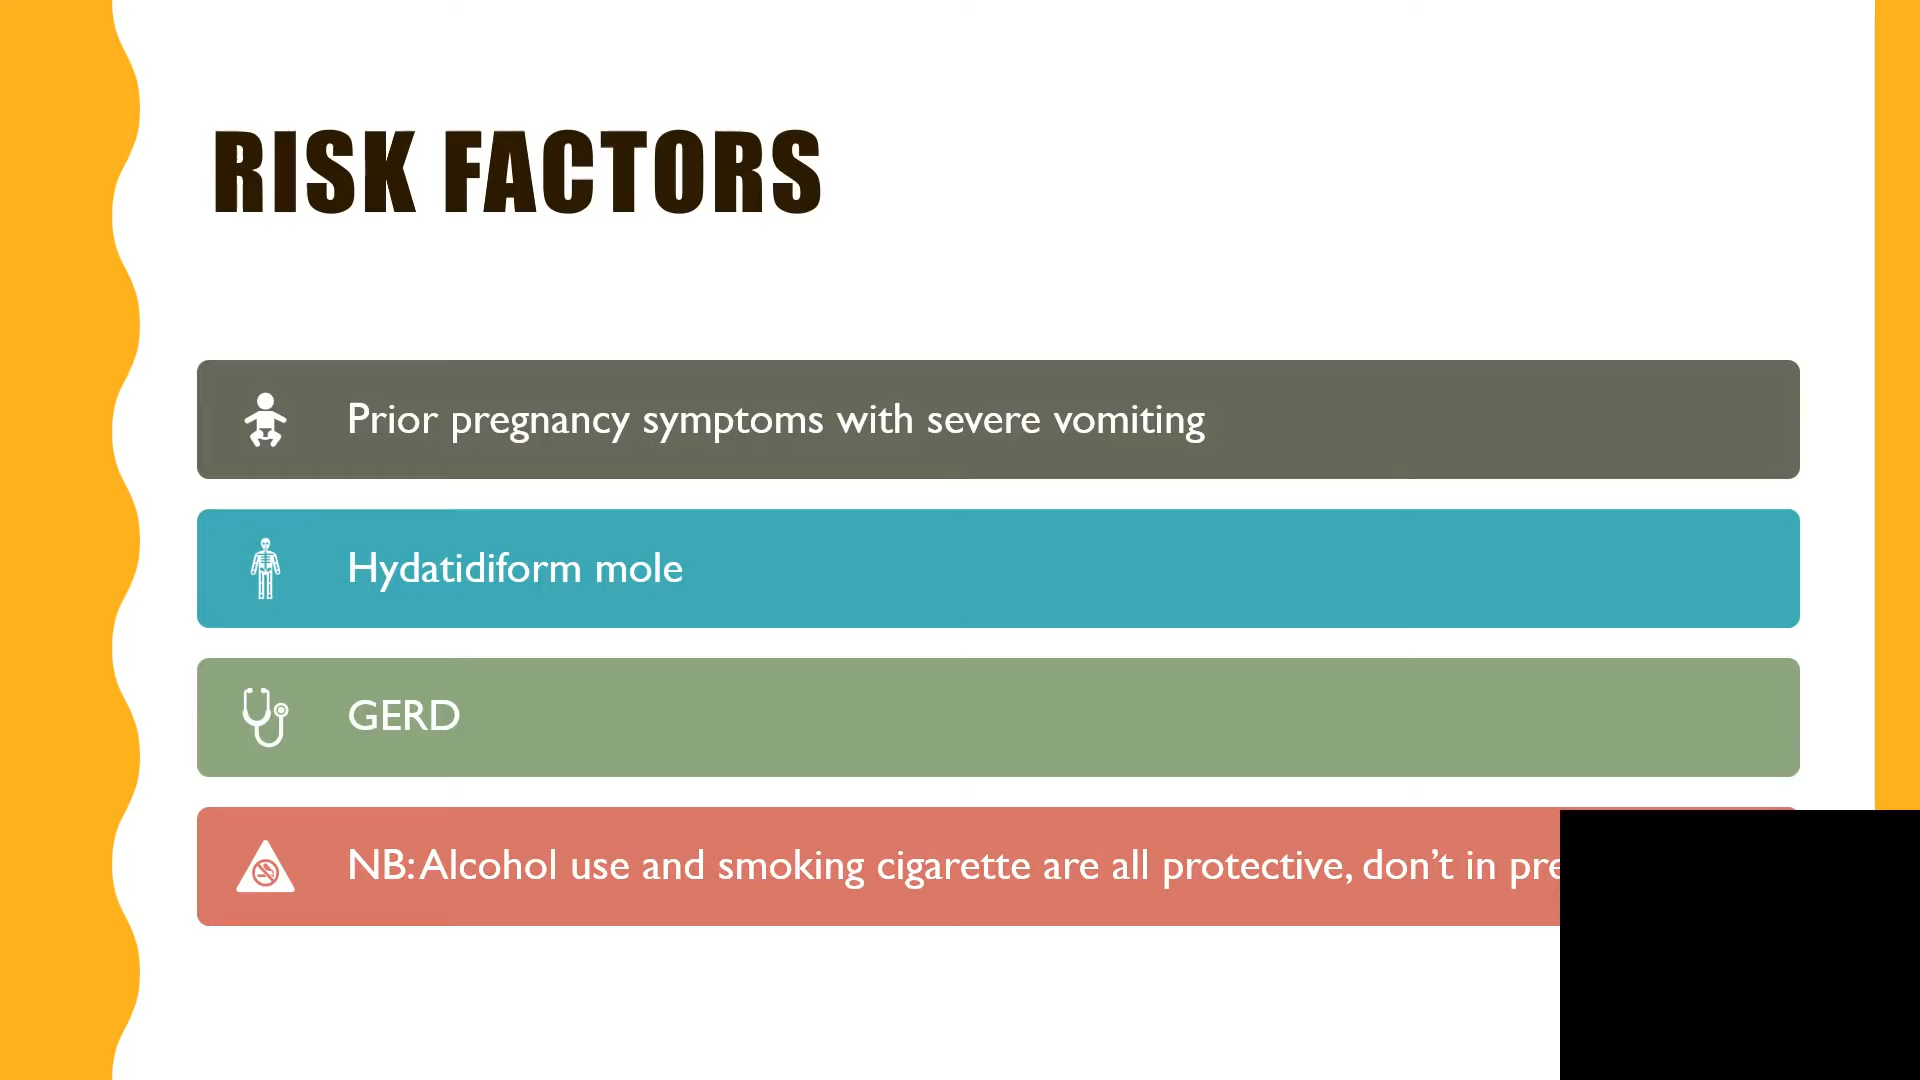 RISK FACTORS
Prior pregnancy symptoms with severe vomiting
Hydatidiform mole
GERD
NB: Alcohol use and smoking cigarette are all protective, don’t in